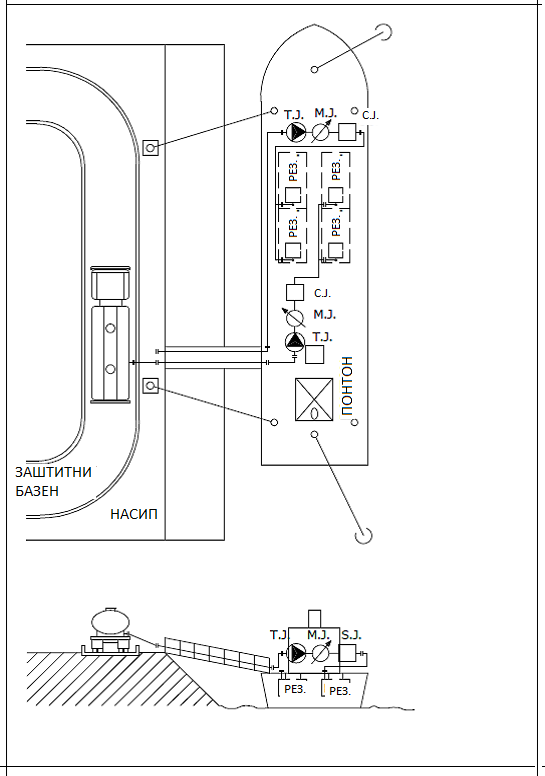 T.J.
M.J.
C.J.
РЕЗ.
РЕЗ.
РЕЗ.
РЕЗ.
C.J.
M.J.
T.J.
ПОНТОН
ЗАШТИТНИ
БАЗЕН
НАСИП
T.J.
M.J.
S.J.
РЕЗ.
РЕЗ.